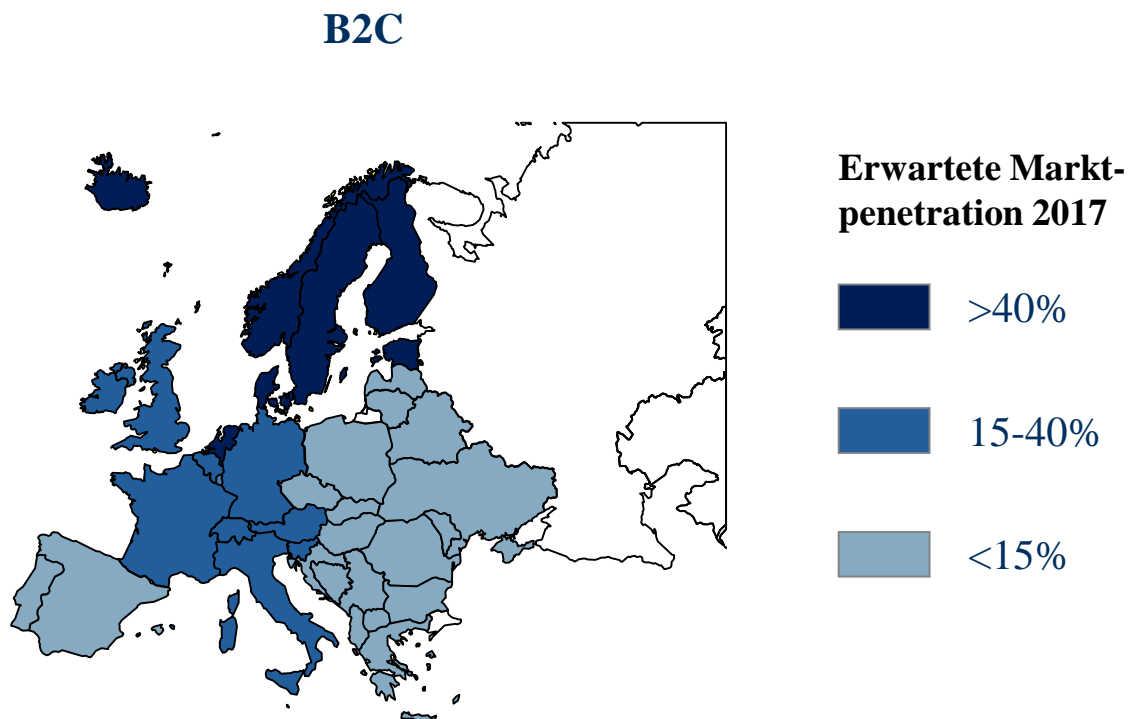 B2C
Erwartete Markt-
penetration 2017
>40%
15-40%
<15%